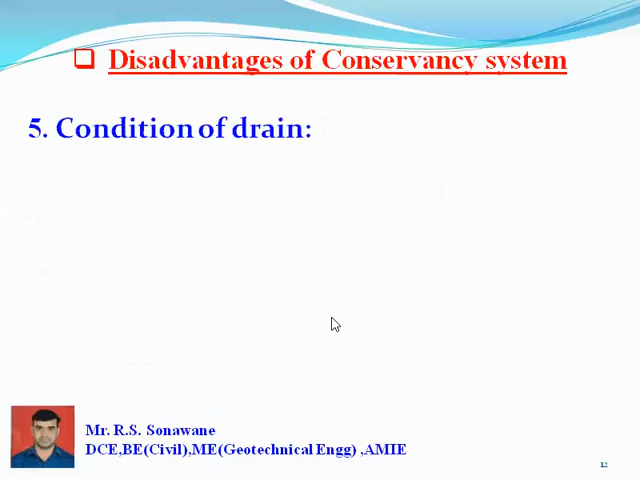 Disadvantages of Conservancy system
5. Condition of drain:
Mr. R.S. Sonawane
DCE,BE(Civil),ME(Geotechnical Engg) ,AMIE
12